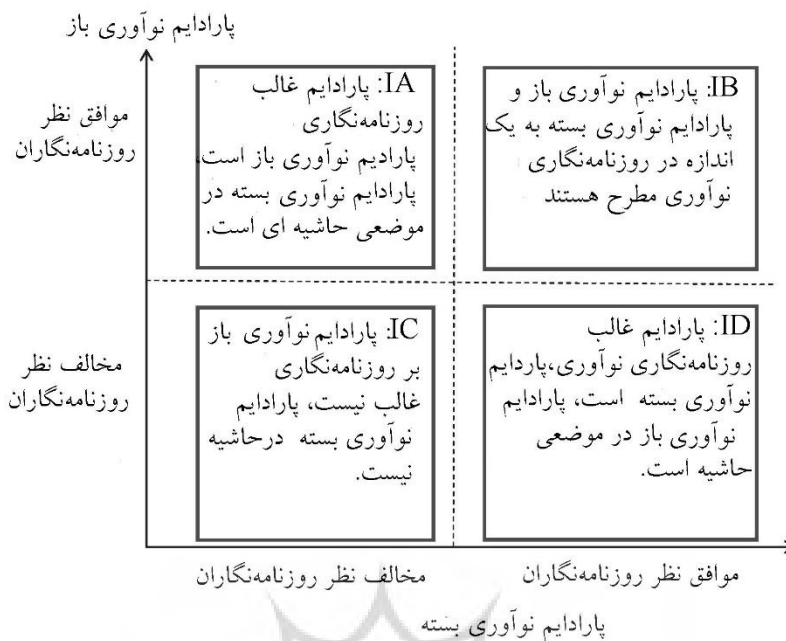 پارادایم نوآوری باز
موافق نظر
روزنامه‌نگاران
IA: پارادایم غالب
روزنامه‌نگاری
پارادیم نوآوری باز است،
پارادایم نوآوری بسته در
موضعی حاشیه ای است.
IB: پارادایم نوآوری باز و
پارادایم نوآوری بسته به یک
اندازه در روزنامه‌نگاری
نوآوری مطرح هستند
مخالف نظر
روزنامه‌نگاران
IC: پارادایم نوآوری باز
بر روزنامه‌نگاری
غالب نیست، پارادایم
نوآوری بسته درحاشیه
نیست.
ID: پارادایم غالب
روزنامه‌نگاری نوآوری،پاردایم
نوآوری بسته است، پارادایم
نوآوری باز در موضعی
حاشیه است.
مخالف نظر روزنامه‌نگاران
موافق نظر روزنامه‌نگاران
پارادایم نوآوری بسته